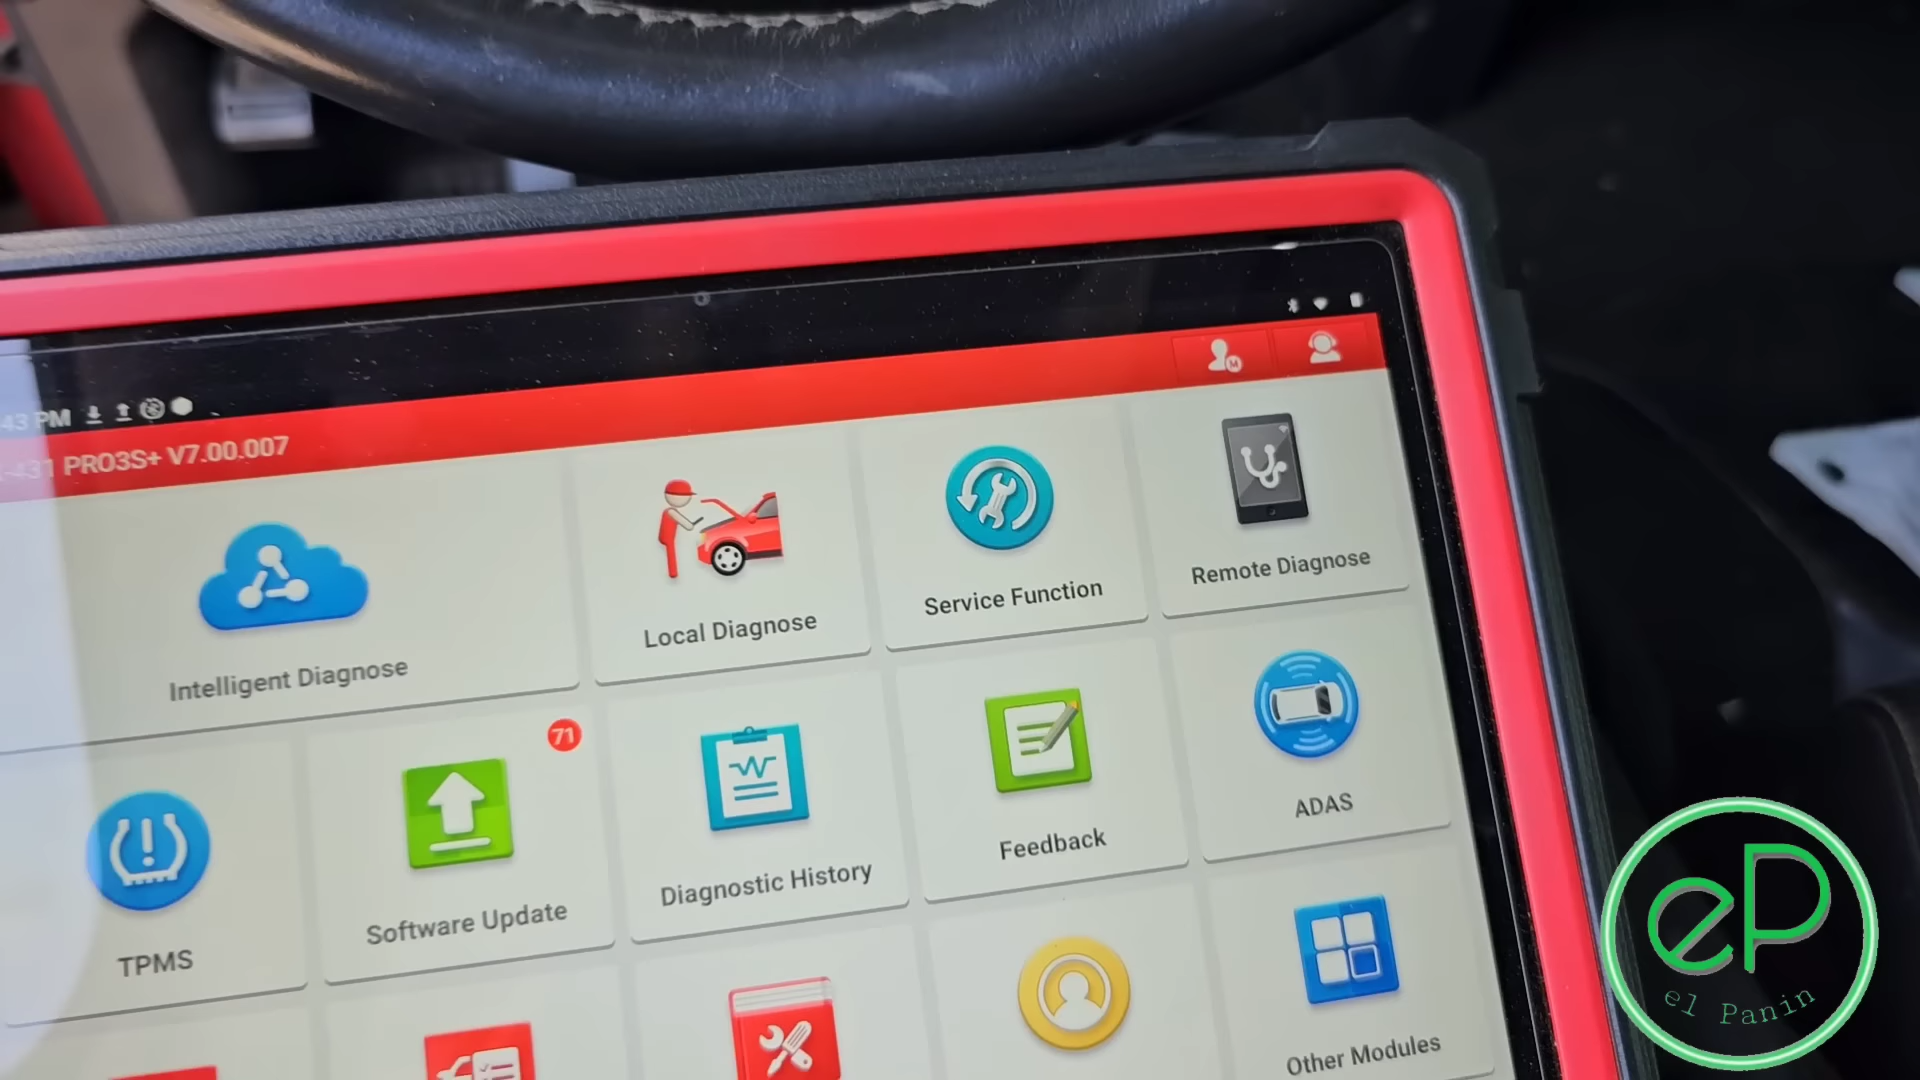 43 PM
-431 PRO3S+ V7.00.007
M
Intelligent Diagnose
Local Diagnose
Service Function
Remote Diagnose
TPMS
71
Software Update
Diagnostic History
Feedback
ADAS
Other Modules
eP
el Panin